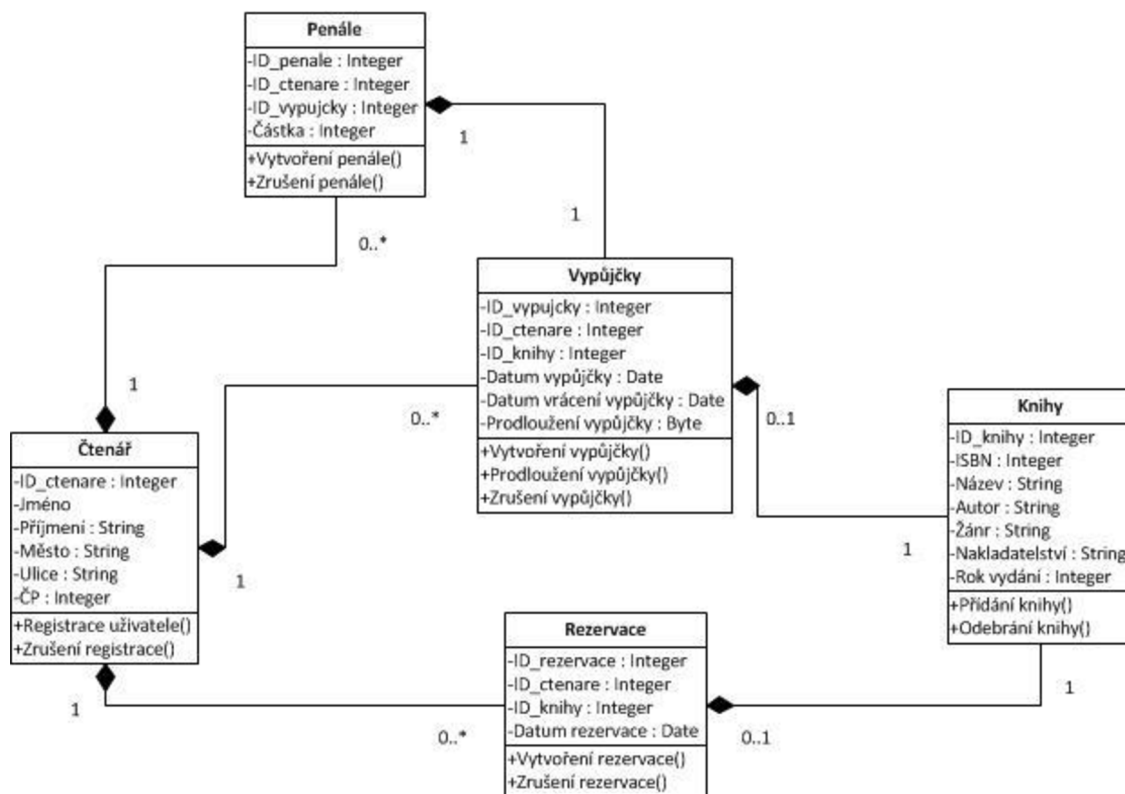 Penále
-ID_penale : Integer
-ID_ctenare : Integer
-ID_vypujcky : Integer
-Částka : Integer
+Vytvoření penále()
+Zrušení penále()
1
1
0..*
1
Vypůjčky
-ID_vypujcky : Integer
-ID_ctenare : Integer
-ID_knihy : Integer
-Datum vypůjčky : Date
-Datum vrácení vypůjčky : Date
-Prodloužení vypůjčky : Byte
+Vytvoření vypůjčky()
+Prodloužení vypůjčky()
+Zrušení vypůjčky()
0..*
0..1
Čtenář
-ID_ctenare : Integer
-Jméno
-Příjmení : String
-Město : String
-Ulice : String
-ČP : Integer
+Registrace uživatele()
+Zrušení registrace()
1
1
Knihy
-ID_knihy : Integer
-ISBN : Integer
-Název : String
-Autor : String
-Žánr : String
-Nakladatelství : String
-Rok vydání : Integer
+Přídání knihy()
+Odebrání knihy()
1
1
Rezervace
-ID_rezervace : Integer
-ID_ctenare : Integer
-ID_knihy : Integer
-Datum rezervace : Date
+Vytvoření rezervace()
+Zrušení rezervace()
0..*
0..1